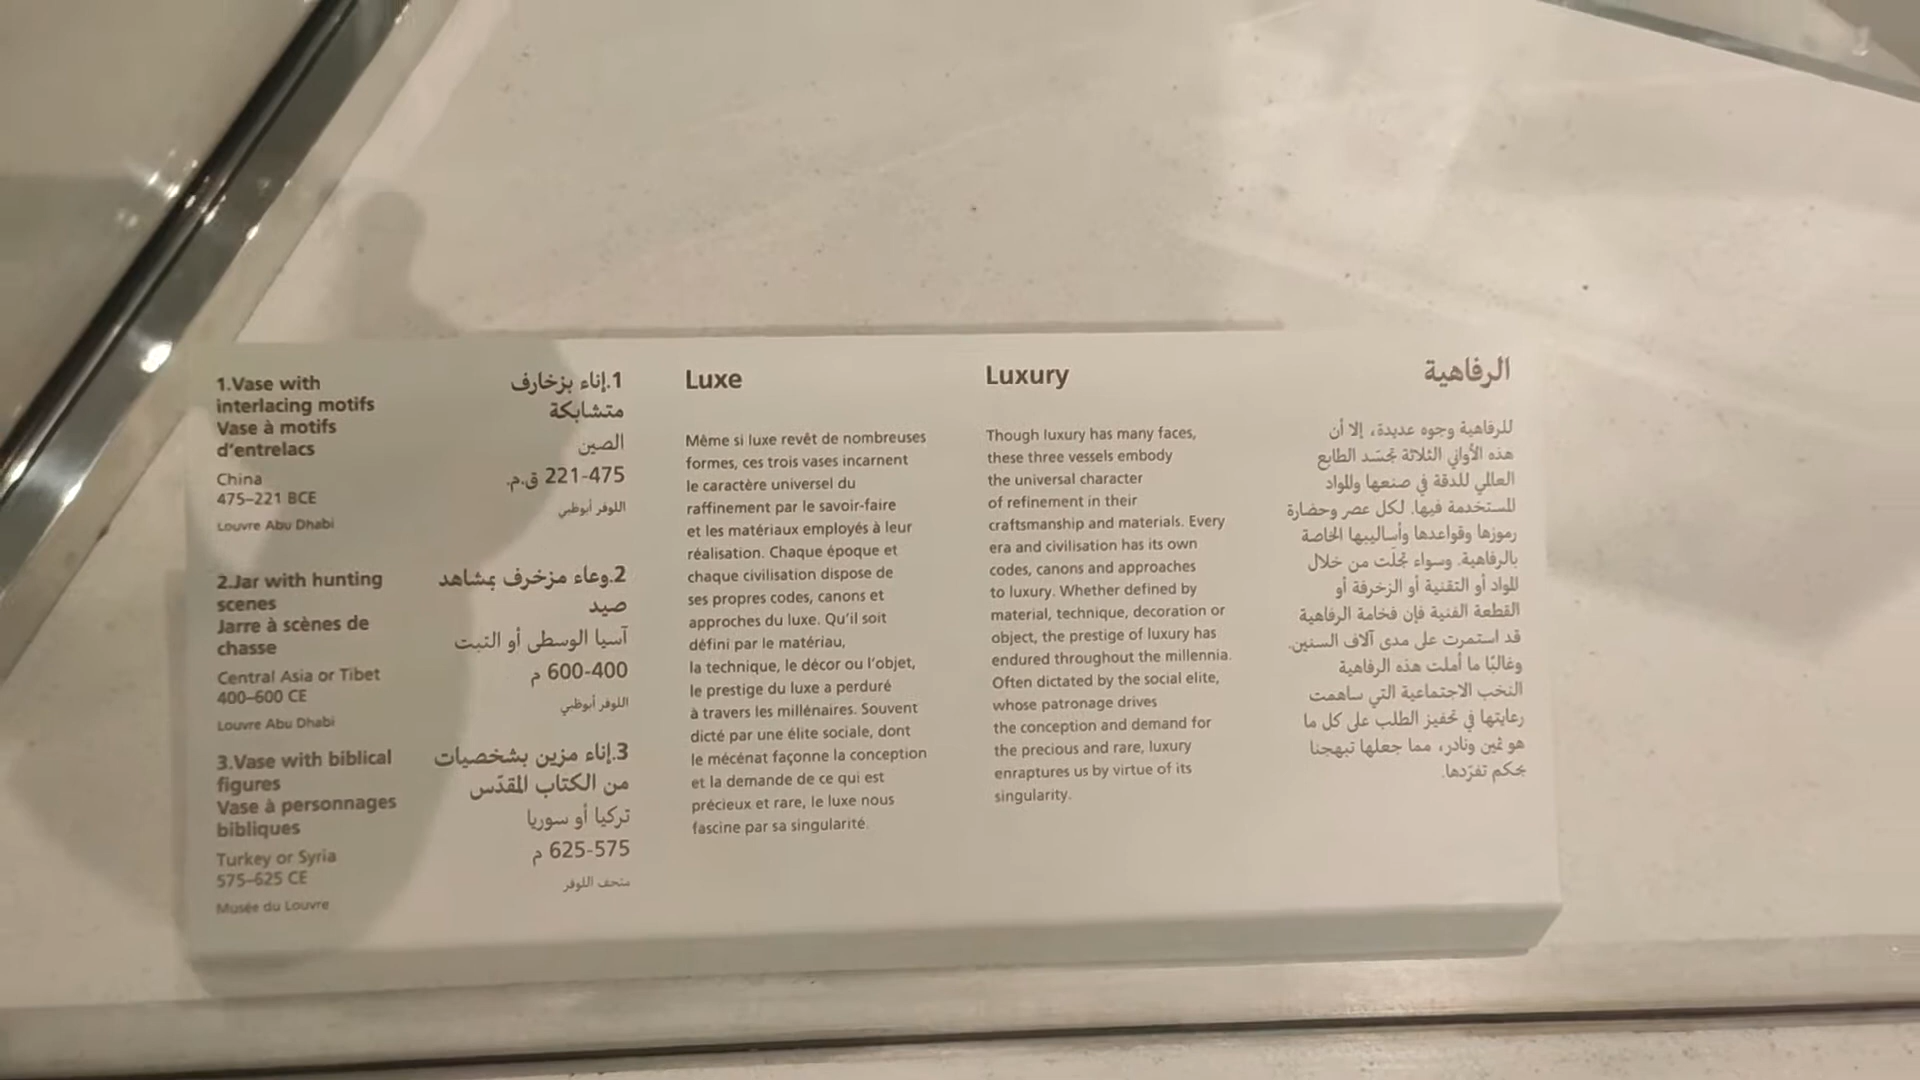 1.Vase with
interlacing motifs
Vase à motifs
d'entrelacs
China
475–221 BCE
Louvre Abu Dhabi
2.Jar with hunting
scenes
Jarre à scènes de
chasse
Central Asia or Tibet
400–600 CE
Louvre Abu Dhabi
3.Vase with biblical
figures
Vase à personnages
bibliques
Turkey or Syria
575–625 CE
Musée du Louvre
1.إناء بزخارف
متشابكة
الصين
221-475 ق.م.
اللوفر أبوظبي
2.وعاء مزخرف بمشاهد
صيد
آسيا الوسطى أو التبت
600-400 م
اللوفر أبوظبي
3.إناء مزين بشخصيات
من الكتاب المقدّس
تركيا أو سوريا
625-575 م
متحف اللوفر
Luxe
Même si luxe revêt de nombreuses
formes, ces trois vases incarnent
le caractère universel du
raffinement par le savoir-faire
et les matériaux employés à leur
réalisation. Chaque époque et
chaque civilisation dispose de
ses propres codes, canons et
approches du luxe. Qu'il soit
défini par le matériau,
la technique, le décor ou l'objet,
le prestige du luxe a perduré
à travers les millénaires. Souvent
dicté par une élite sociale, dont
le mécénat façonne la conception
et la demande de ce qui est
précieux et rare, le luxe nous
fascine par sa singularité.
Luxury
Though luxury has many faces,
these three vessels embody
the universal character
of refinement in their
craftsmanship and materials. Every
era and civilisation has its own
codes, canons and approaches
to luxury. Whether defined by
material, technique, decoration or
object, the prestige of luxury has
endured throughout the millennia.
Often dictated by the social elite,
whose patronage drives
the conception and demand for
the precious and rare, luxury
enraptures us by virtue of its
singularity.
الرفاهية
للرفاهية وجوه عديدة، إلا أن
هذه الأواني الثلاثة تجسّد الطابع
العالمي للدقة في صنعها والمواد
المستخدمة فيها. لكل عصر وحضارة
رموزها وقواعدها وأساليبها الخاصة
بالرفاهية. وسواء تجلّت من خلال
المواد أو التقنية أو الزخرفة أو
القطعة الفنية فإن فخامة الرفاهية
قد استمرت على مدى آلاف السنين.
وغالبًا ما أملت هذه الرفاهية
النخب الاجتماعية التي ساهمت
رعايتها في تحفيز الطلب على كل ما
هو ثمين ونادر، مما جعلها تبهجنا
بحكم تفرّدها.